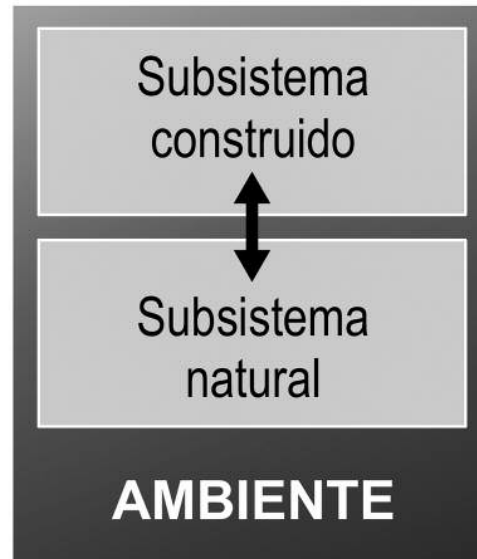 Subsistema
construido
Subsistema
natural
AMBIENTE